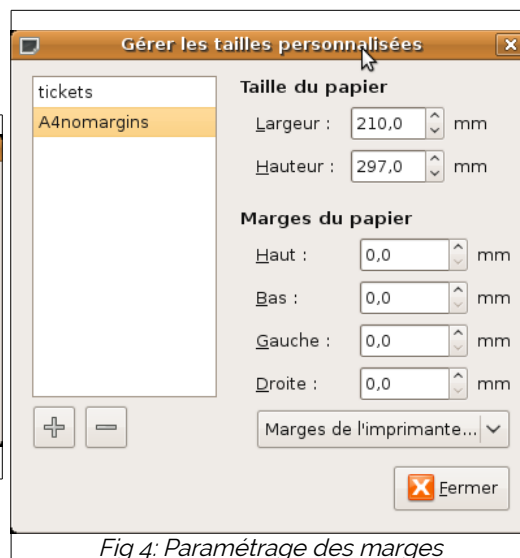 Gérer les tailles personnalisées
tickets
A4nomargins
Taille du papier
Largeur : 210,0 mm
Hauteur : 297,0 mm
Marges du papier
Haut : 0,0 mm
Bas : 0,0 mm
Gauche : 0,0 mm
Droite : 0,0 mm
Marges de l'imprimante...
Fermer
Fig 4: Paramétrage des marges